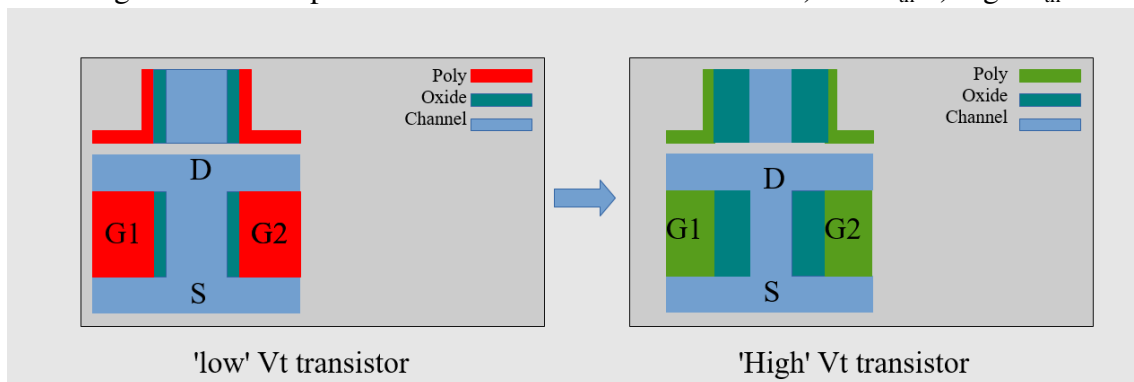 Poly
Oxide
Channel
D
G1 G2
S
'low' Vt transistor
Poly
Oxide
Channel
D
G1 G2
S
'High' Vt transistor